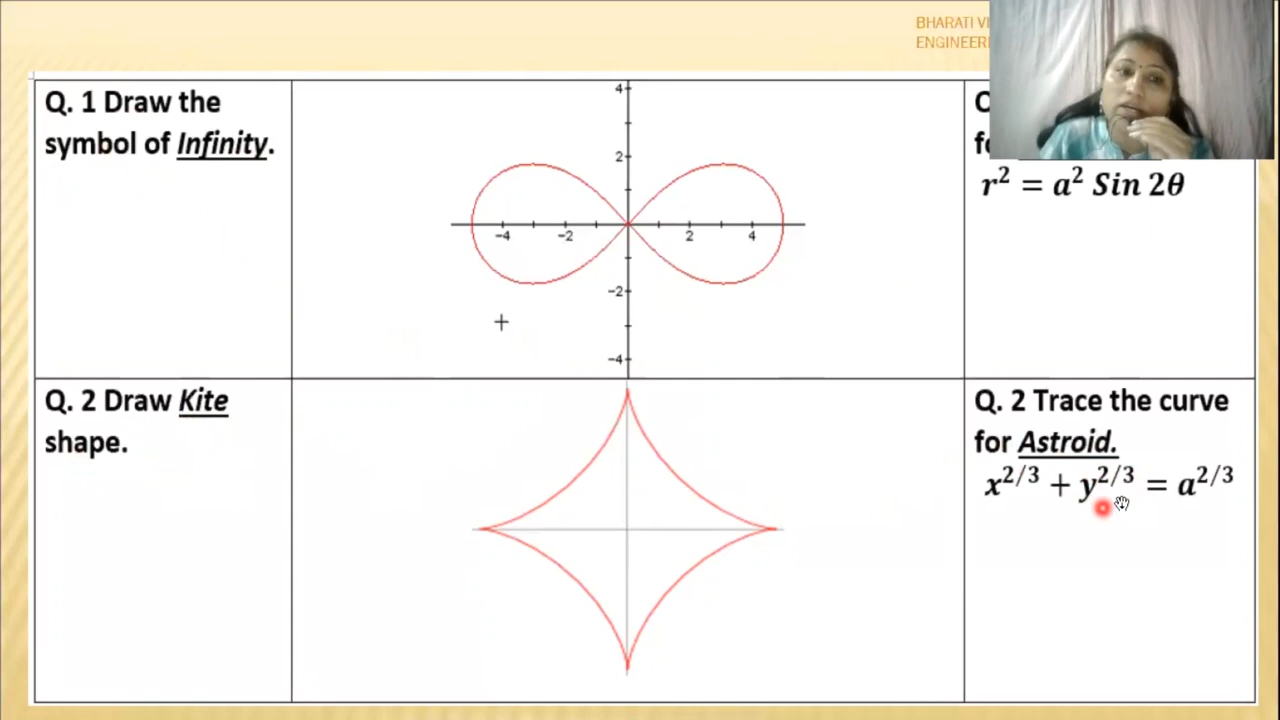 BHARATI
ENGINEERI
Q. 1 Draw the
symbol of Infinity.
4
2
-4 -2 2 4
-2
-4
r² = a² Sin 2θ
Q. 2 Draw Kite
shape.
Q. 2 Trace the curve
for Astroid.
x^{2/3} + y^{2/3} = a^{2/3}